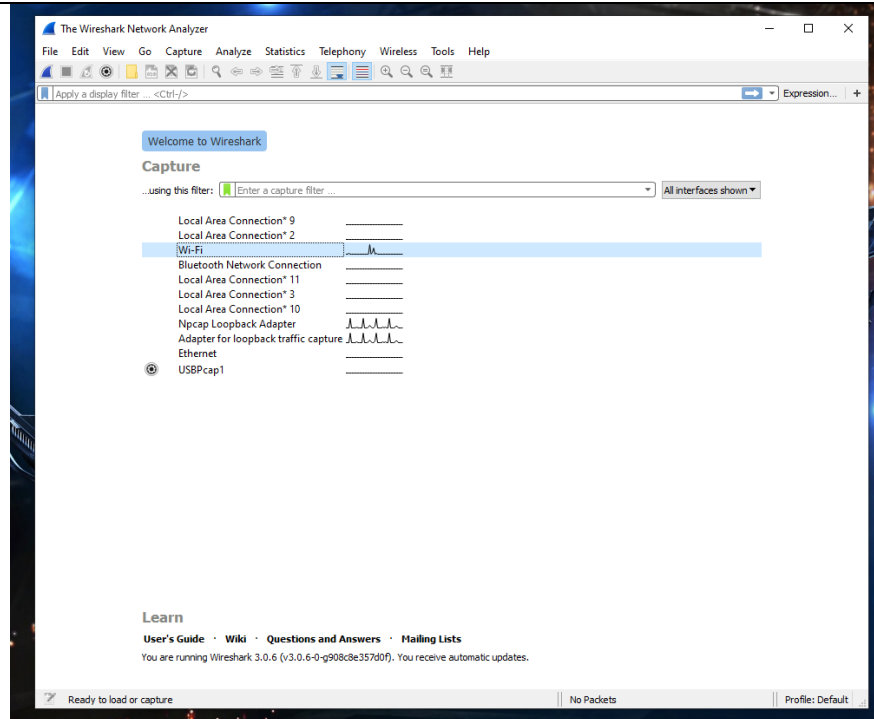 The Wireshark Network Analyzer
File Edit View Go Capture Analyze Statistics Telephony Wireless Tools Help
Apply a display filter ... <Ctrl-/> Expression... +
Welcome to Wireshark
Capture
...using this filter: Enter a capture filter ... All interfaces shown
Local Area Connection* 9
Local Area Connection* 2
Wi-Fi
Bluetooth Network Connection
Local Area Connection* 11
Local Area Connection* 3
Local Area Connection* 10
Npcap Loopback Adapter
Adapter for loopback traffic capture
Ethernet
USBPcap1
Learn
User's Guide · Wiki · Questions and Answers · Mailing Lists
You are running Wireshark 3.0.6 (v3.0.6-0-g908c8e357d0f). You receive automatic updates.
Ready to load or capture No Packets Profile: Default